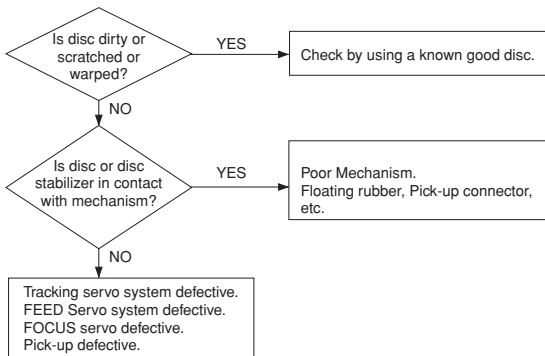 Is disc dirty or
scratched or
warped?
YES
Check by using a known good disc.
NO
Is disc or disc
stabilizer in contact
with mechanism?
YES
Poor Mechanism.
Floating rubber, Pick-up connector,
etc.
NO
Tracking servo system defective.
FEED Servo system defective.
FOCUS servo defective.
Pick-up defective.